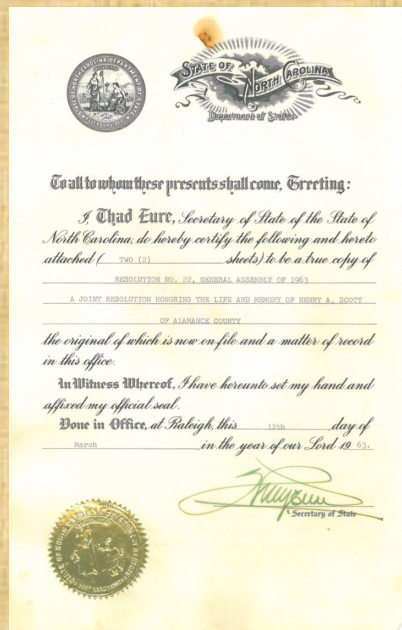 STATE OF
NORTH CAROLINA
Department of State
To all to whom these presents shall come, Greeting:
I, Thad Eure, Secretary of State of the State of
North Carolina, do hereby certify the following and hereto
attached ( TWO (2) sheets) to be a true copy of
RESOLUTION NO. 22, GENERAL ASSEMBLY OF 1963
A JOINT RESOLUTION HONORING THE LIFE AND MEMORY OF HENRY A. SCOTT
OF ALAMANCE COUNTY
the original of which is now on file and a matter of record
in this office.
In Witness Whereof, I have hereunto set my hand and
affixed my official seal.
Done in Office, at Raleigh, this 12th day of
March in the year of our Lord 19 63.
Secretary of State